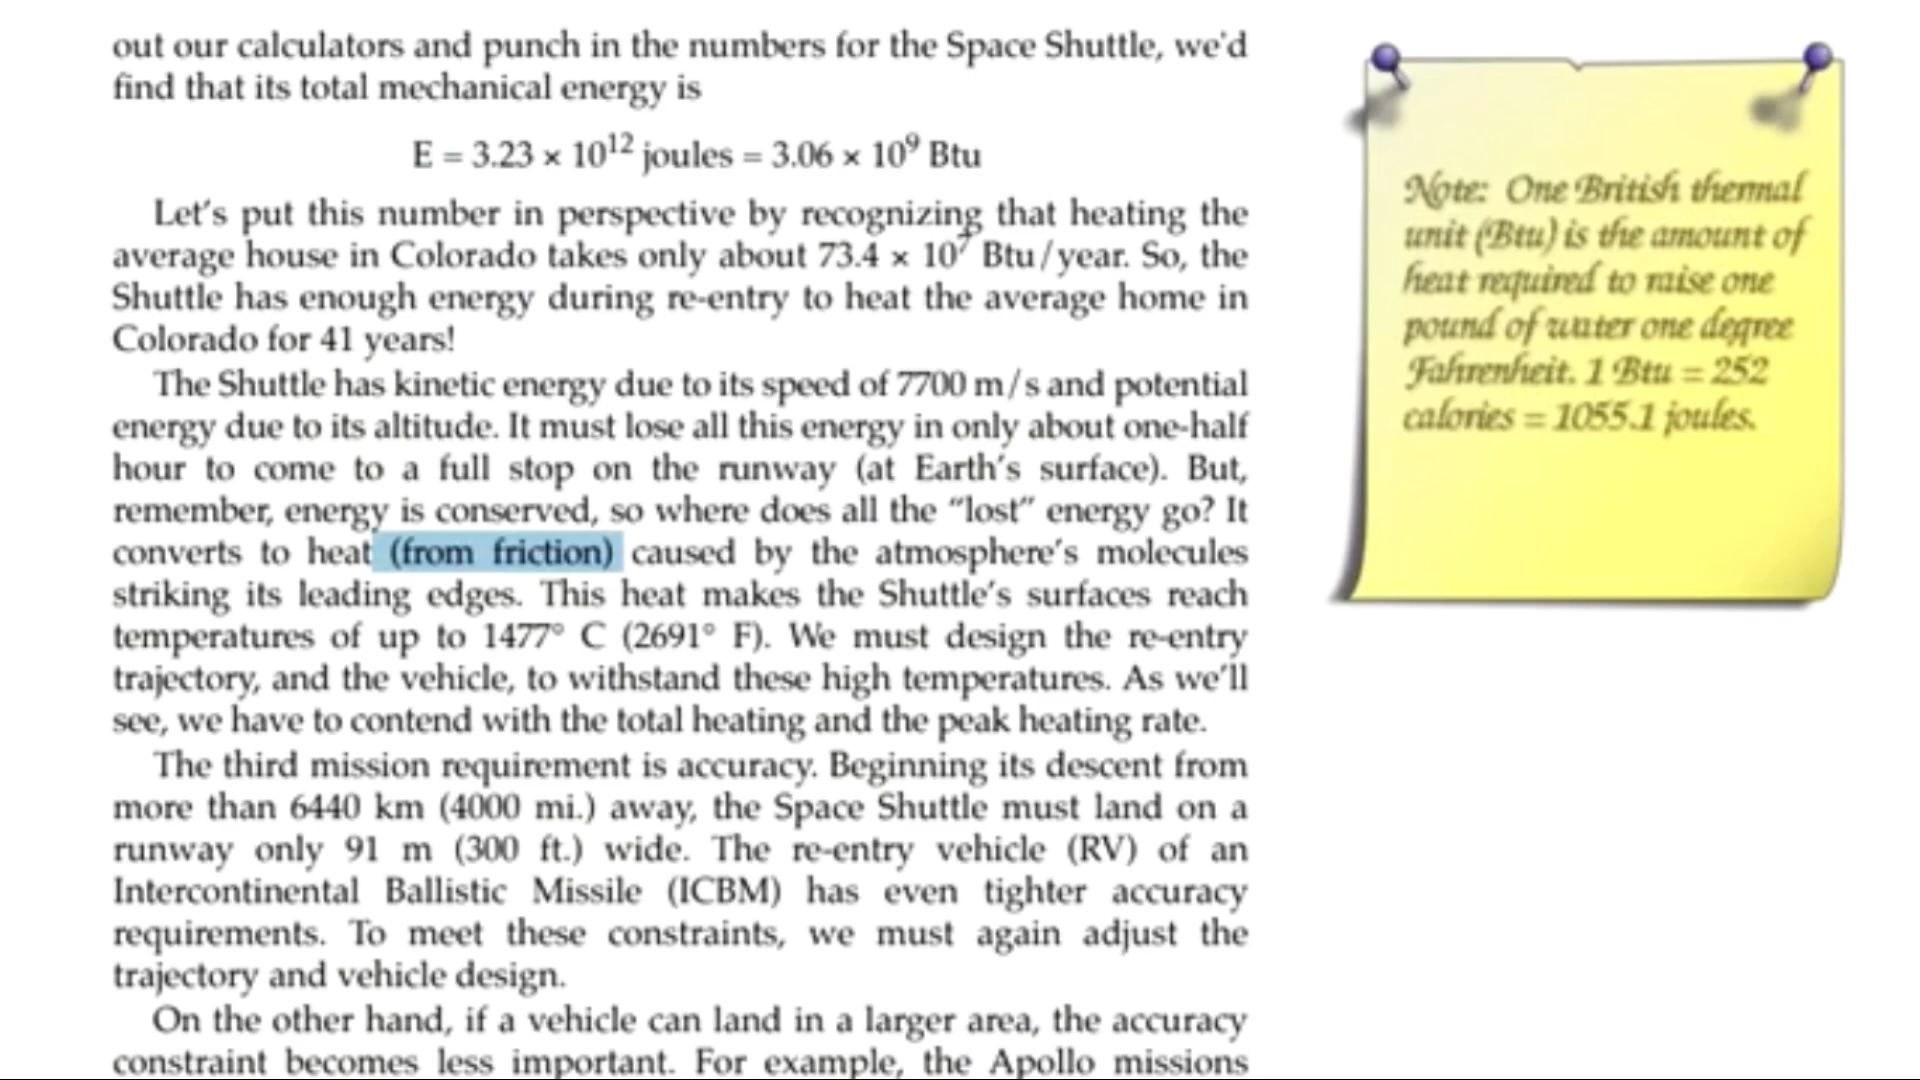 out our calculators and punch in the numbers for the Space Shuttle, we'd
find that its total mechanical energy is
E = 3.23 × 10¹² joules = 3.06 × 10⁹ Btu
Let's put this number in perspective by recognizing that heating the
average house in Colorado takes only about 73.4 × 10⁷ Btu/year. So, the
Shuttle has enough energy during re-entry to heat the average home in
Colorado for 41 years!
The Shuttle has kinetic energy due to its speed of 7700 m/s and potential
energy due to its altitude. It must lose all this energy in only about one-half
hour to come to a full stop on the runway (at Earth's surface). But,
remember, energy is conserved, so where does all the "lost" energy go? It
converts to heat (from friction) caused by the atmosphere's molecules
striking its leading edges. This heat makes the Shuttle's surfaces reach
temperatures of up to 1477° C (2691° F). We must design the re-entry
trajectory, and the vehicle, to withstand these high temperatures. As we'll
see, we have to contend with the total heating and the peak heating rate.
The third mission requirement is accuracy. Beginning its descent from
more than 6440 km (4000 mi.) away, the Space Shuttle must land on a
runway only 91 m (300 ft.) wide. The re-entry vehicle (RV) of an
Intercontinental Ballistic Missile (ICBM) has even tighter accuracy
requirements. To meet these constraints, we must again adjust the
trajectory and vehicle design.
On the other hand, if a vehicle can land in a larger area, the accuracy
constraint becomes less important. For example, the Apollo missions
Note: One British thermal
unit (Btu) is the amount of
heat required to raise one
pound of water one degree
Fahrenheit. 1 Btu = 252
calories = 1055.1 joules.